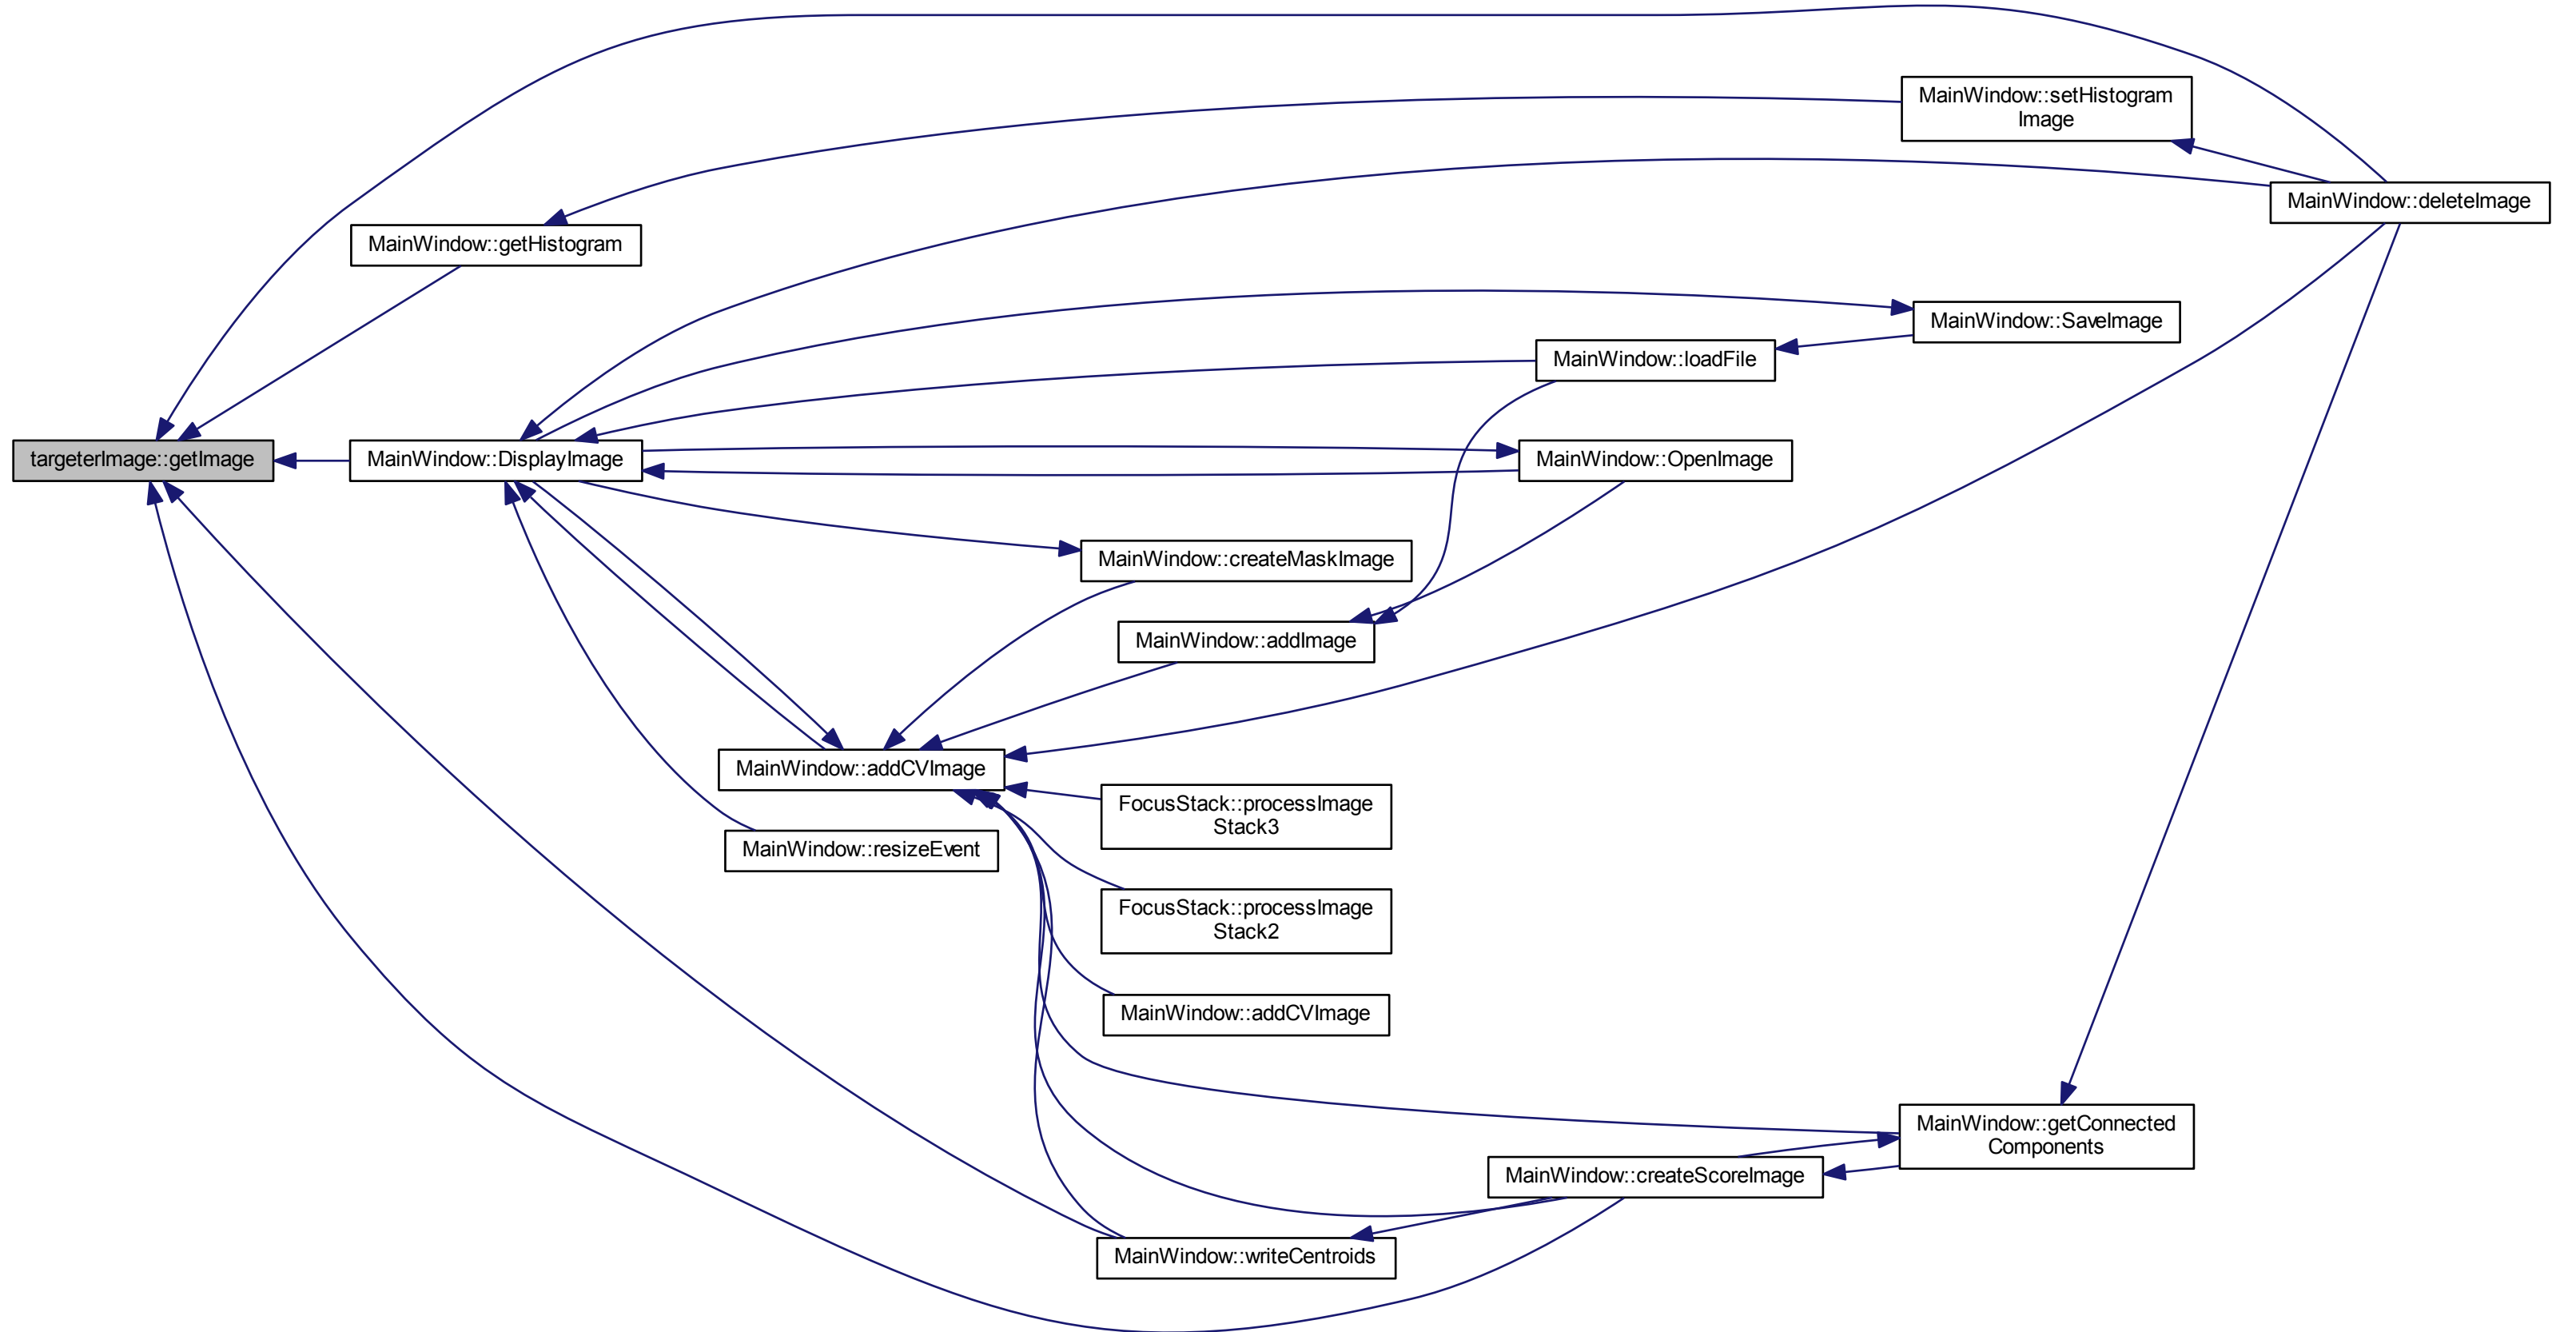 MainWindow::setHistogram
Image
MainWindow::deleteImage
MainWindow::getHistogram
MainWindow::SaveImage
MainWindow::loadFile
targeterImage::getImage
MainWindow::DisplayImage
MainWindow::OpenImage
MainWindow::createMaskImage
MainWindow::addImage
MainWindow::addCVImage
FocusStack::processImage
Stack3
MainWindow::resizeEvent
FocusStack::processImage
Stack2
MainWindow::addCVImage
MainWindow::getConnected
Components
MainWindow::createScoreImage
MainWindow::writeCentroids